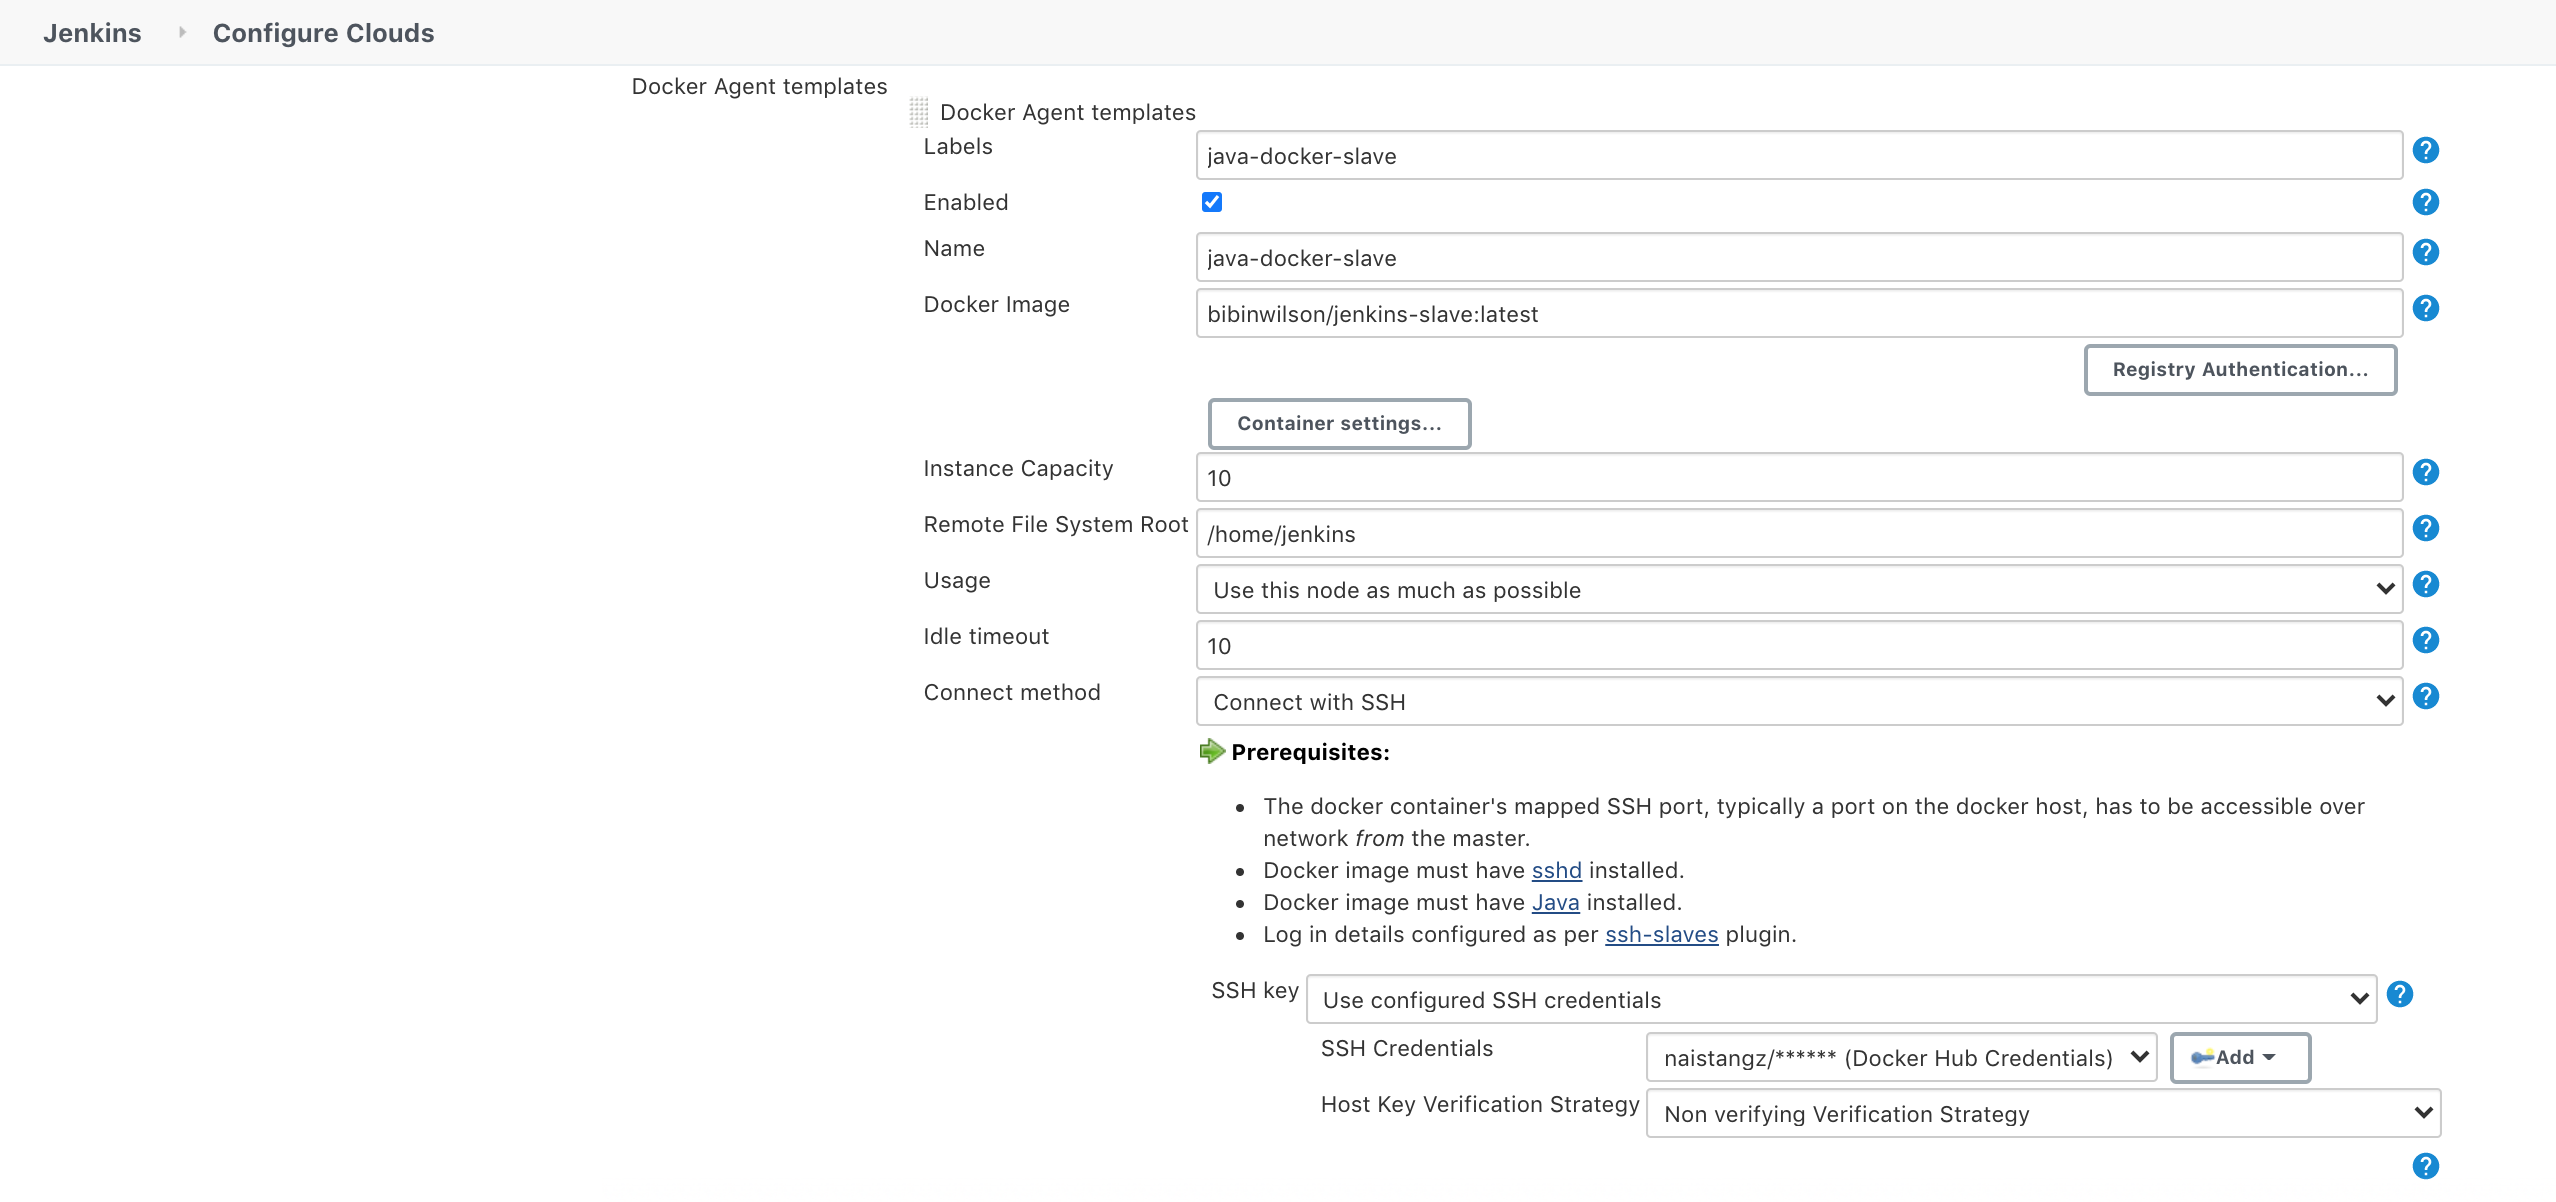 Jenkins Configure Clouds
Docker Agent templates
Docker Agent templates
Labels java-docker-slave
Enabled
Name java-docker-slave
Docker Image bibinwilson/jenkins-slave:latest
Registry Authentication...
Container settings...
Instance Capacity 10
Remote File System Root /home/jenkins
Usage Use this node as much as possible
Idle timeout 10
Connect method Connect with SSH
Prerequisites:
• The docker container's mapped SSH port, typically a port on the docker host, has to be accessible over
network from the master.
• Docker image must have sshd installed.
• Docker image must have Java installed.
• Log in details configured as per ssh-slaves plugin.
SSH key Use configured SSH credentials
SSH Credentials naistangz/****** (Docker Hub Credentials) Add
Host Key Verification Strategy Non verifying Verification Strategy